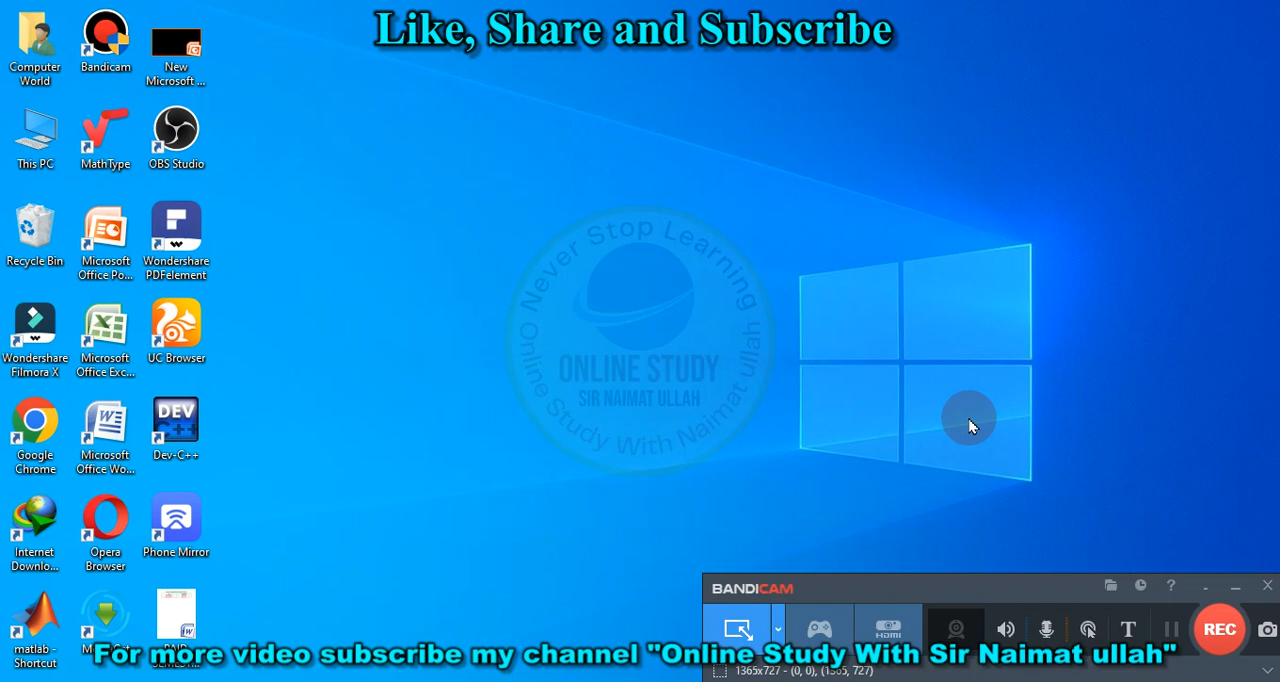 Like, Share and Subscribe
Computer
World
Bandicam
New
Microsoft ...
This PC
MathType
OBS Studio
Recycle Bin
Microsoft
Office Po...
Wondershare
PDFelement
Wondershare
Filmora X
Microsoft
Office Exc...
UC Browser
Google
Chrome
Microsoft
Office Wo...
DEV
C++
Dev-C++
Internet
Downlo...
Opera
Browser
Phone Mirror
matlab -
Shortcut
Never Stop Learning
ONLINE STUDY
SIR NAIMAT ULLAH
Online Study With Naimat ullah
BANDICAM
HDMI
REC
1365x727 - (0, 0), (1365, 727)
For more video subscribe my channel "Online Study With Sir Naimat ullah"